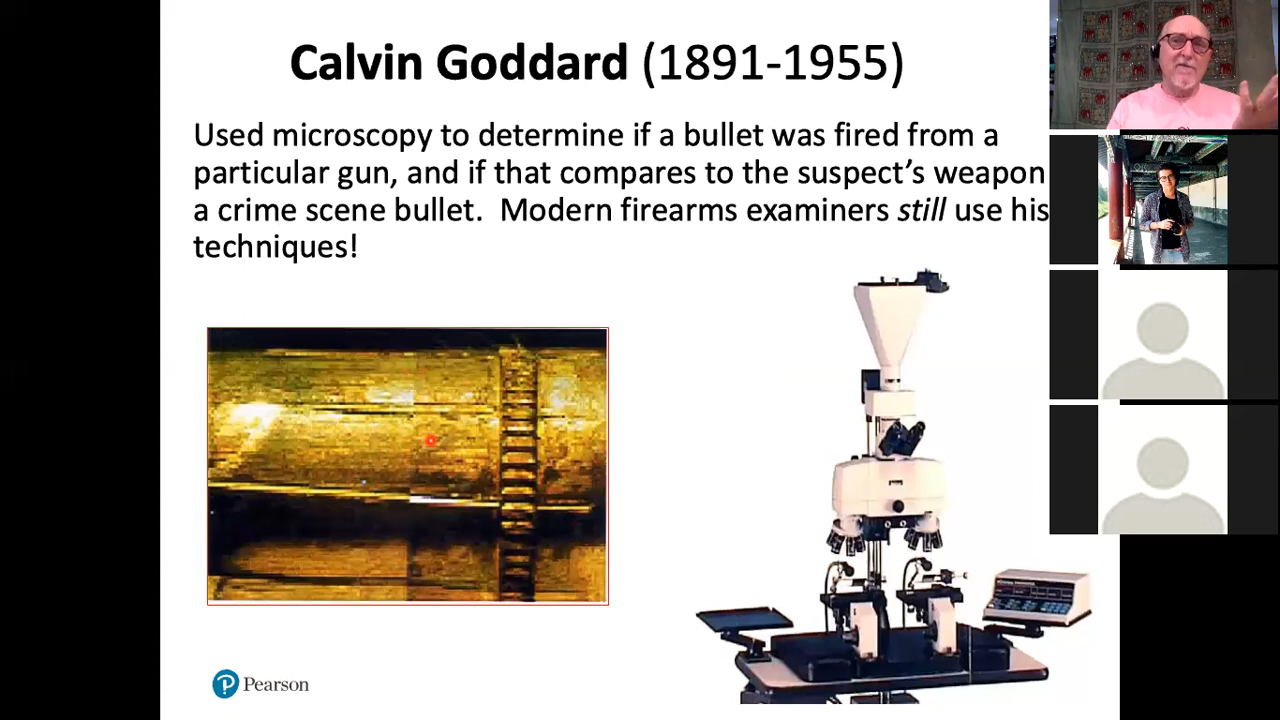 Calvin Goddard (1891-1955)
Used microscopy to determine if a bullet was fired from a
particular gun, and if that compares to the suspect’s weapon
a crime scene bullet.  Modern firearms examiners still use his
techniques!
Pearson